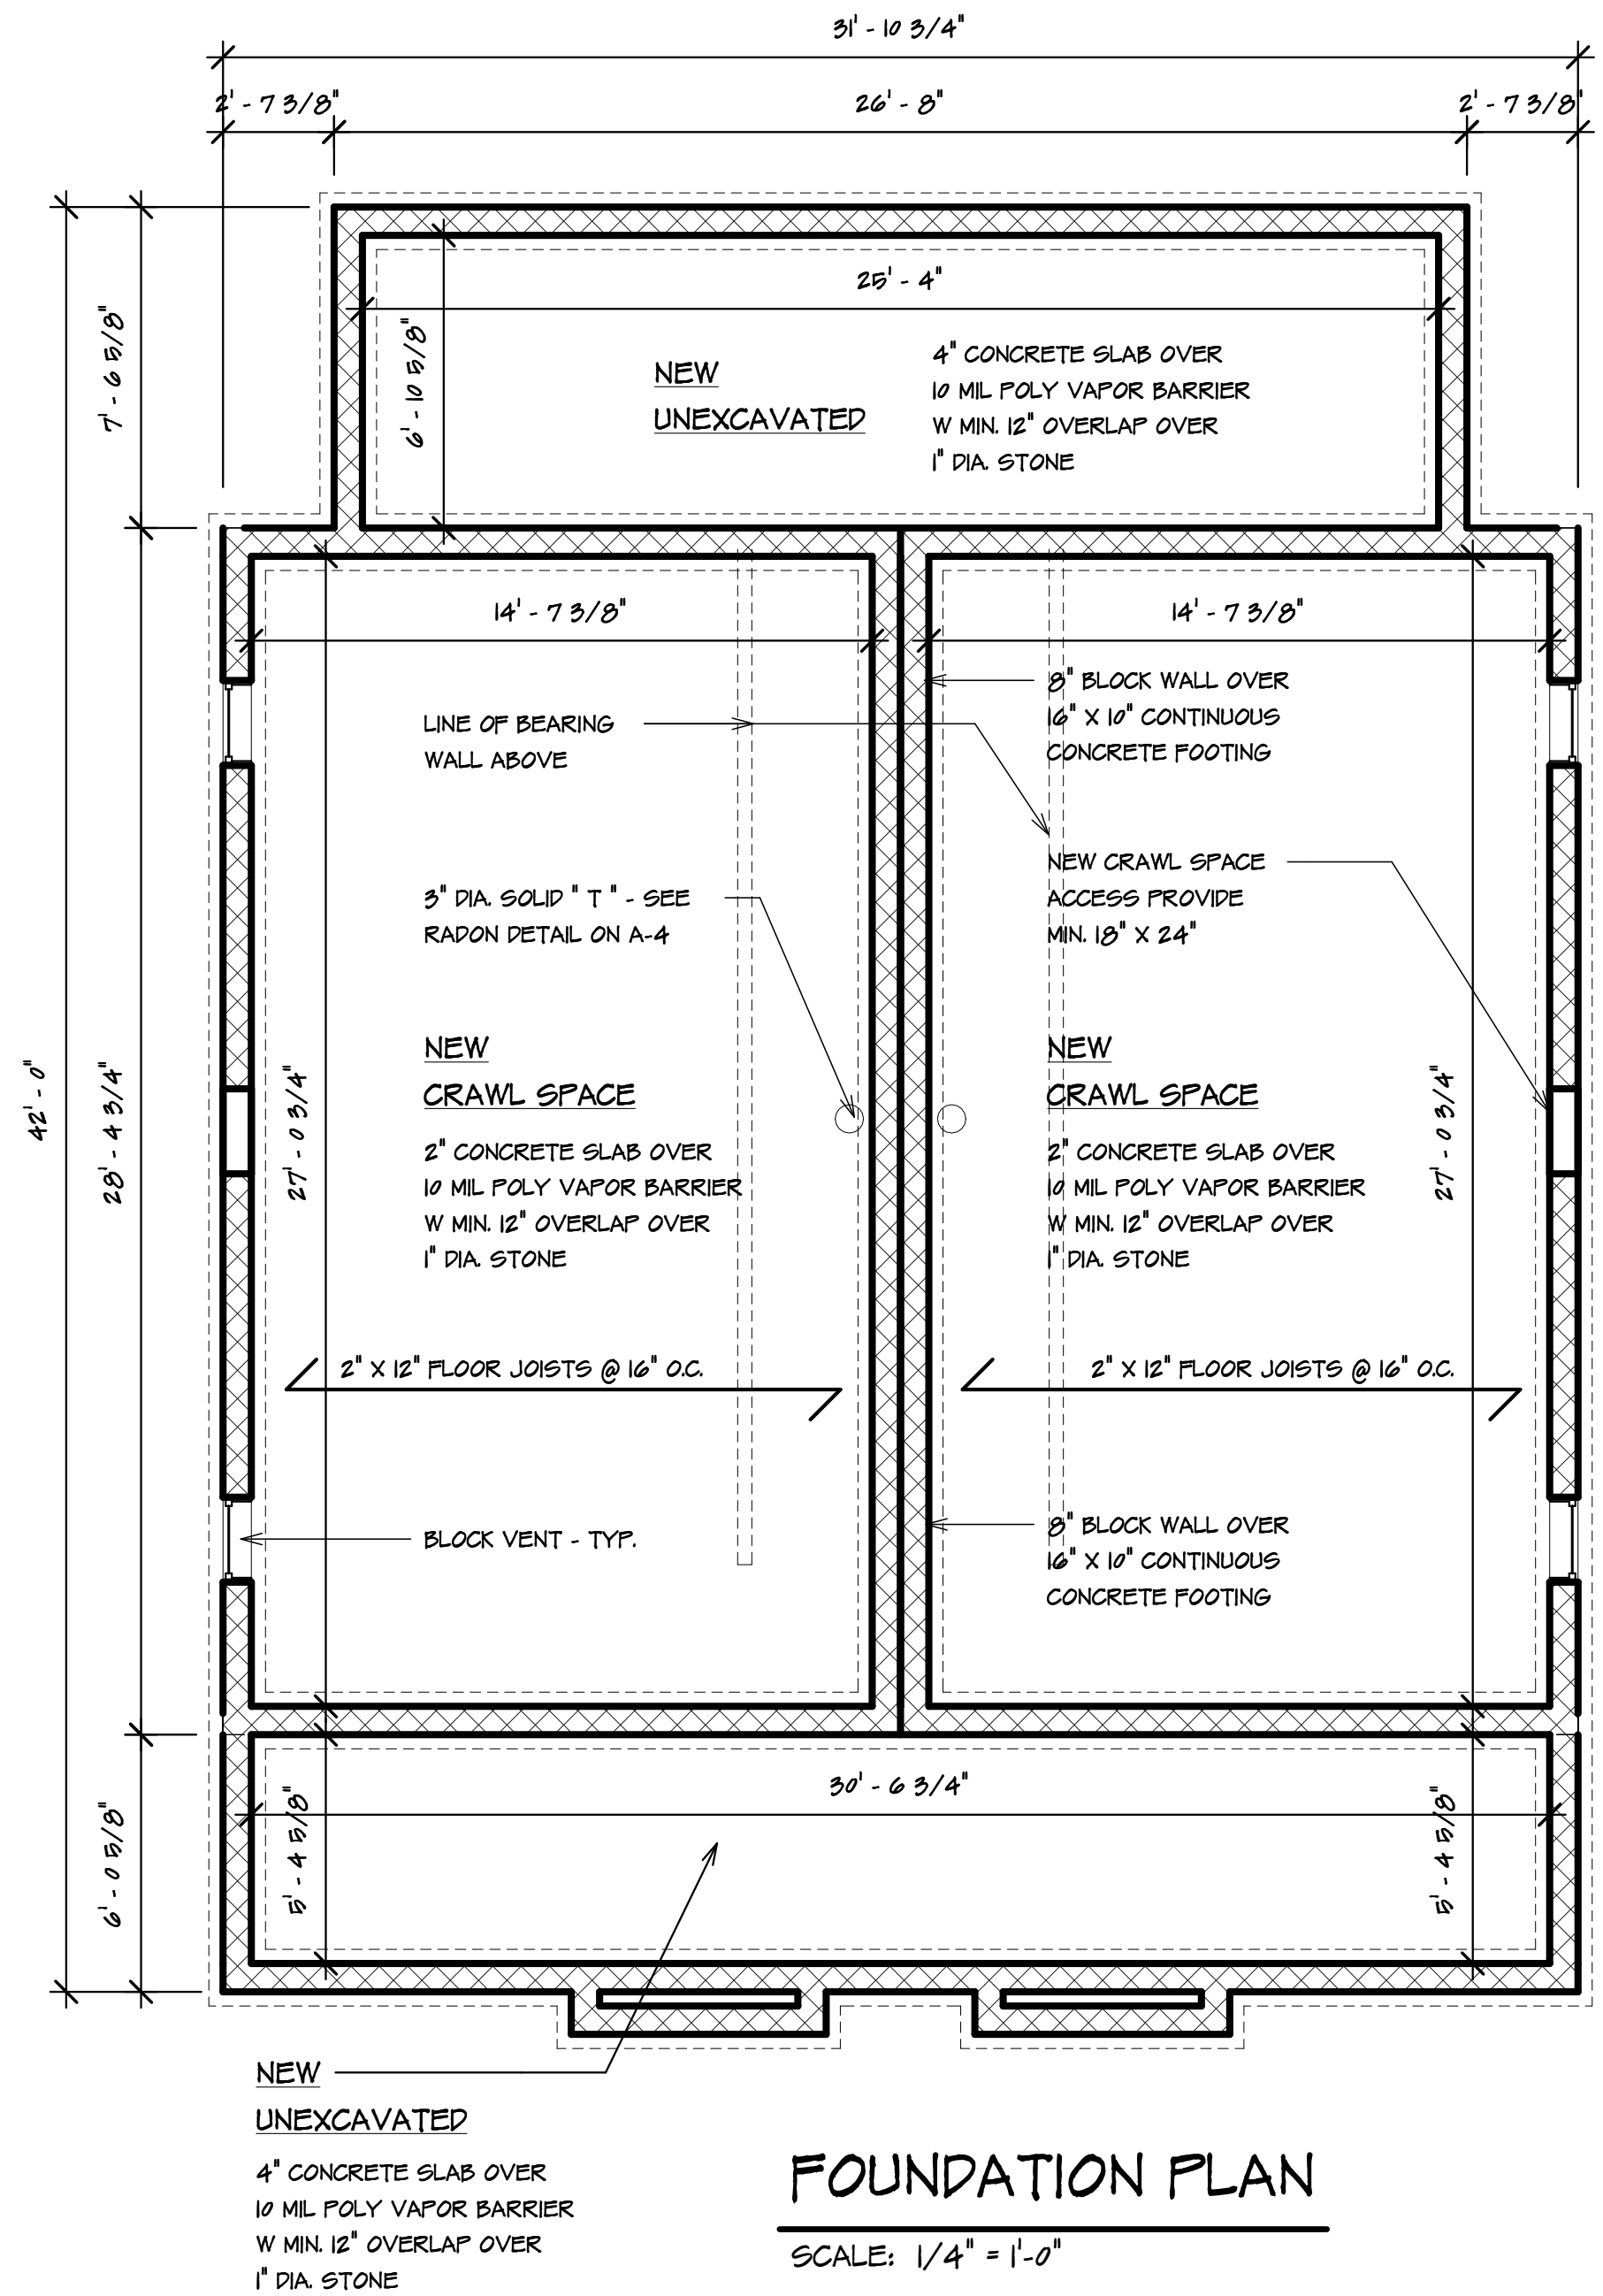 31' - 10 3/4"
2' - 7 3/8"
26' - 8"
2' - 7 3/8"
25' - 4"
7' - 6 5/8"
6' - 10 5/8"
NEW
UNEXCAVATED
4" CONCRETE SLAB OVER
10 MIL POLY VAPOR BARRIER
W MIN. 12" OVERLAP OVER
1" DIA. STONE
14' - 7 3/8"
14' - 7 3/8"
LINE OF BEARING
WALL ABOVE
8" BLOCK WALL OVER
16" X 10" CONTINUOUS
CONCRETE FOOTING
3" DIA. SOLID " T " - SEE
RADON DETAIL ON A-4
NEW CRAWL SPACE
ACCESS PROVIDE
MIN. 18" X 24"
42' - 0"
28' - 4 3/4"
27' - 0 3/4"
NEW
CRAWL SPACE
2" CONCRETE SLAB OVER
10 MIL POLY VAPOR BARRIER
W MIN. 12" OVERLAP OVER
1" DIA. STONE
NEW
CRAWL SPACE
2" CONCRETE SLAB OVER
10 MIL POLY VAPOR BARRIER
W MIN. 12" OVERLAP OVER
1" DIA. STONE
27' - 0 3/4"
2" X 12" FLOOR JOISTS @ 16" O.C.
2" X 12" FLOOR JOISTS @ 16" O.C.
BLOCK VENT - TYP.
8" BLOCK WALL OVER
16" X 10" CONTINUOUS
CONCRETE FOOTING
30' - 6 3/4"
6' - 0 5/8"
5' - 4 5/8"
5' - 4 5/8"
NEW
UNEXCAVATED
4" CONCRETE SLAB OVER
10 MIL POLY VAPOR BARRIER
W MIN. 12" OVERLAP OVER
1" DIA. STONE
FOUNDATION PLAN
SCALE: 1/4" = 1'-0"